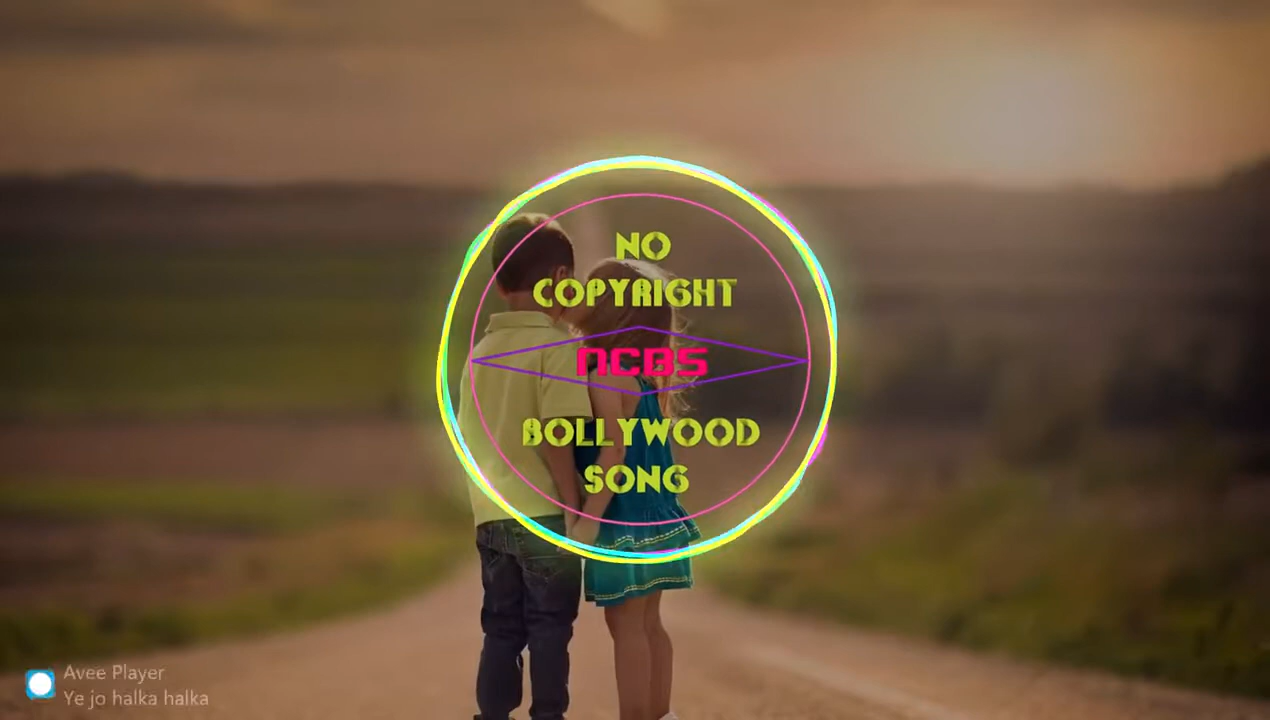 NO
COPYRIGHT
NCBS
BOLLYWOOD
SONG
Avee Player
Ye jo halka halka